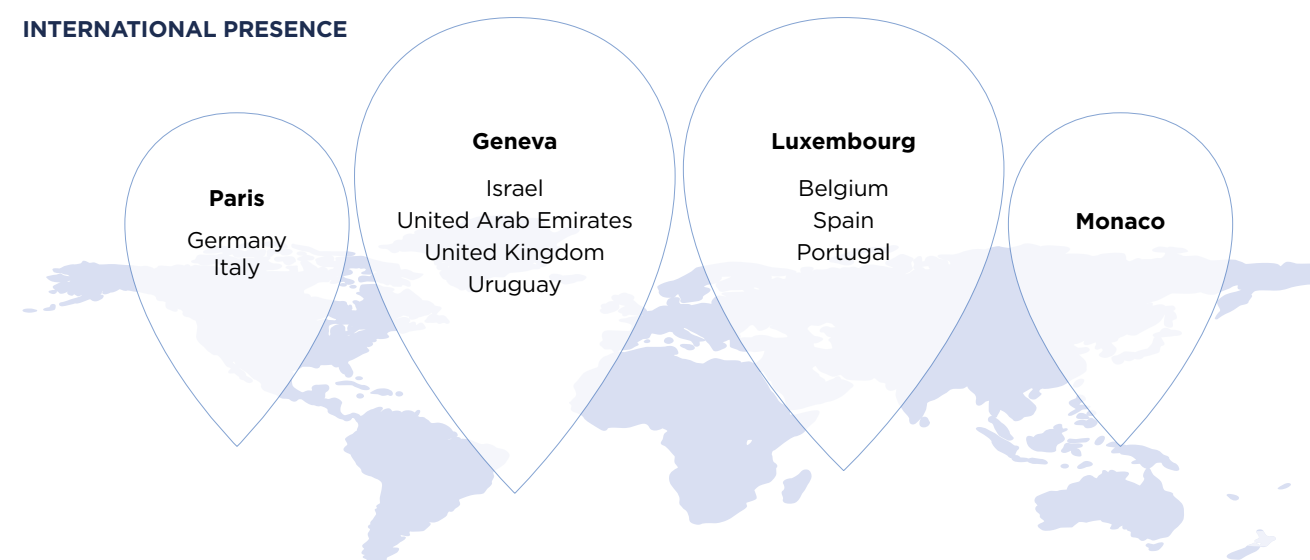 INTERNATIONAL PRESENCE
Paris
Germany
Italy
Geneva
Israel
United Arab Emirates
United Kingdom
Uruguay
Luxembourg
Belgium
Spain
Portugal
Monaco